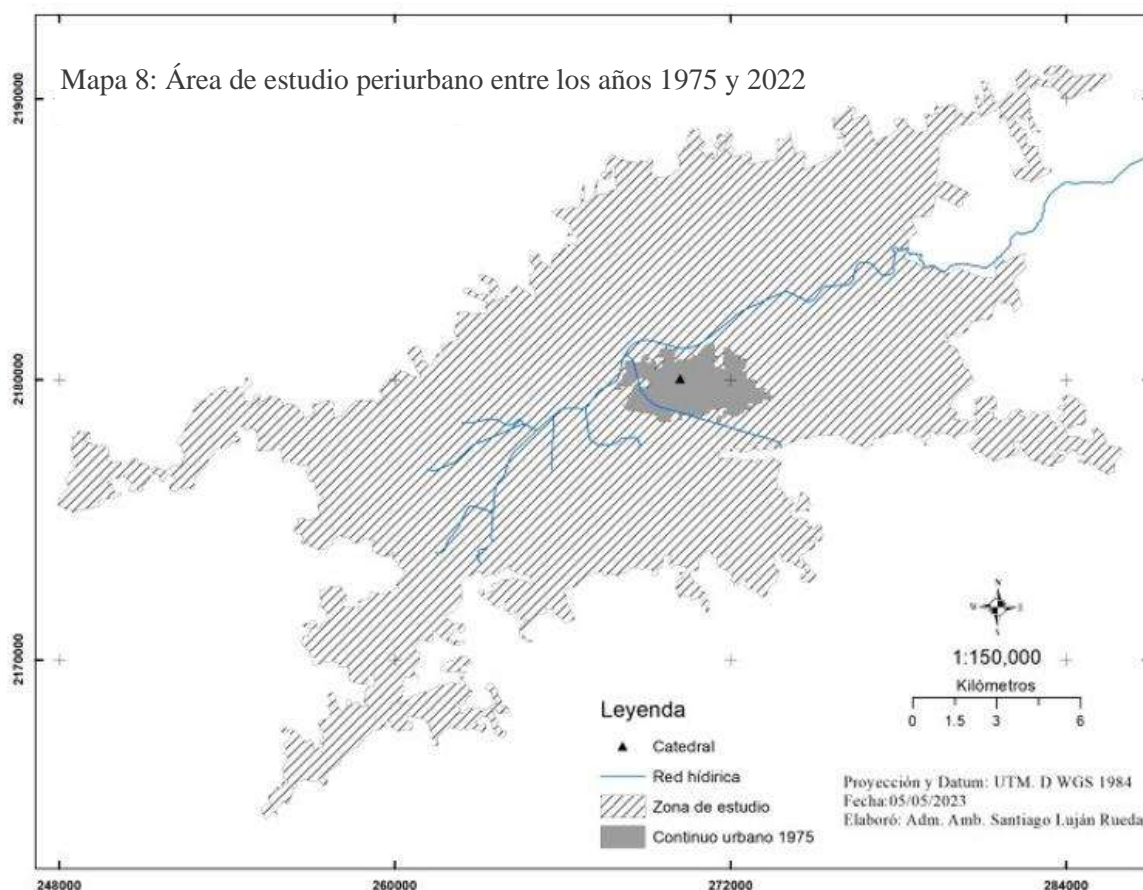 Mapa 8: Área de estudio periurbano entre los años 1975 y 2022
2190000
2180000
2170000
N
W
E
S
1:150,000
Kilómetros
0 1.5 3 6
Leyenda
Catedral
Red hídirica
Zona de estudio
Continuo urbano 1975
Proyección y Datum: UTM. D WGS 1984
Fecha:05/05/2023
Elaboró: Adm. Amb. Santiago Luján Rueda
248000 260000 272000 284000